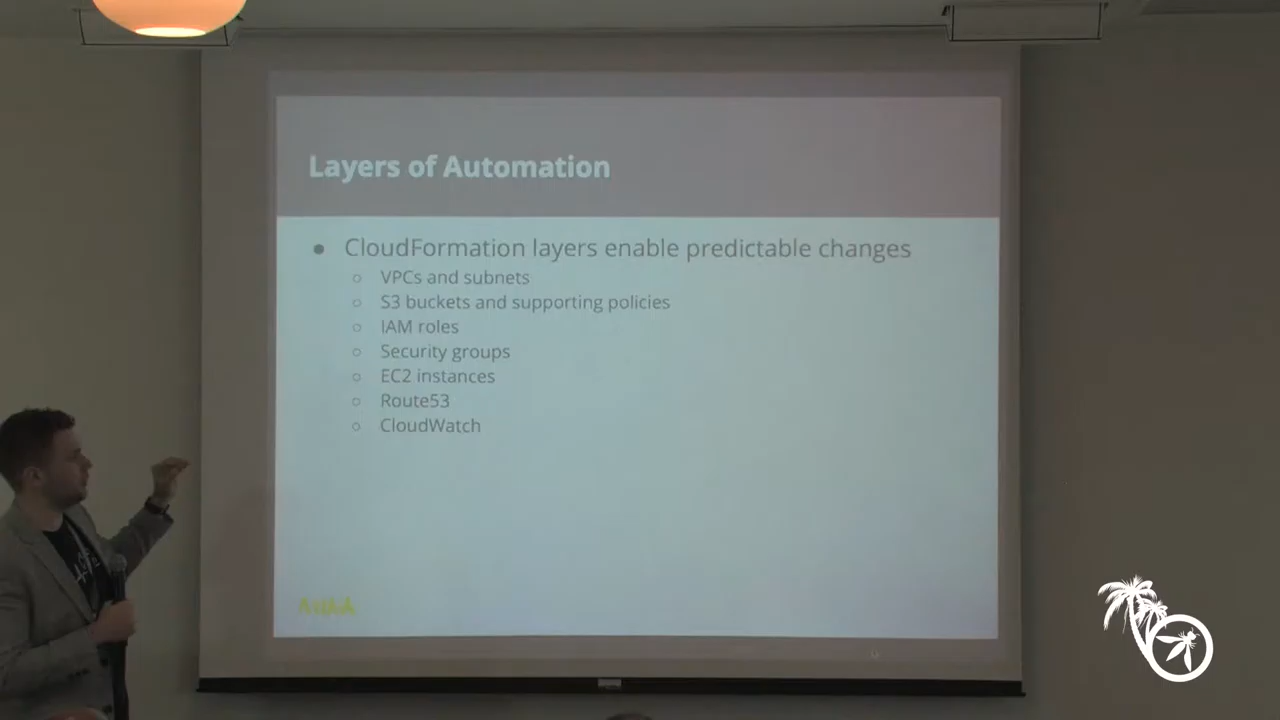 Layers of Automation
● CloudFormation layers enable predictable changes
○ VPCs and subnets
○ S3 buckets and supporting policies
○ IAM roles
○ Security groups
○ EC2 instances
○ Route53
○ CloudWatch